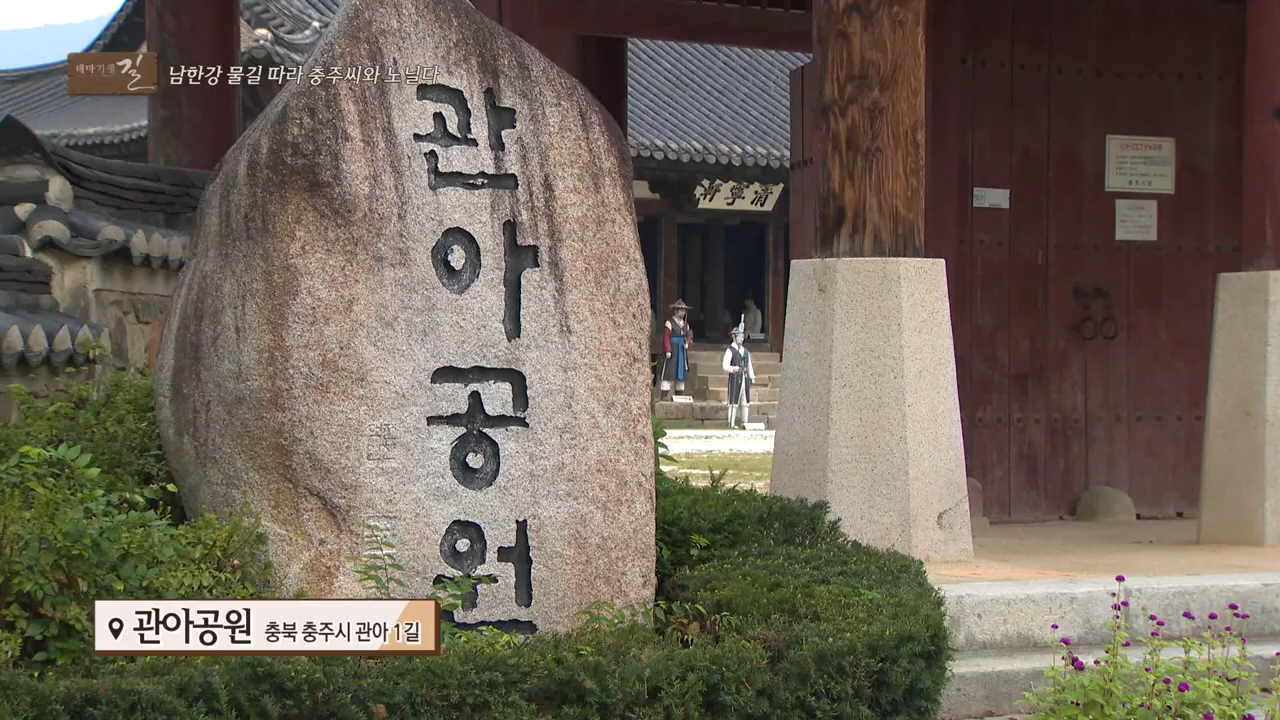 테마기행 길
남한강 물길 따라 충주씨와 노닐다
관아공원
淸寧軒
CCTV
관아공원 충북 충주시 관아 1길